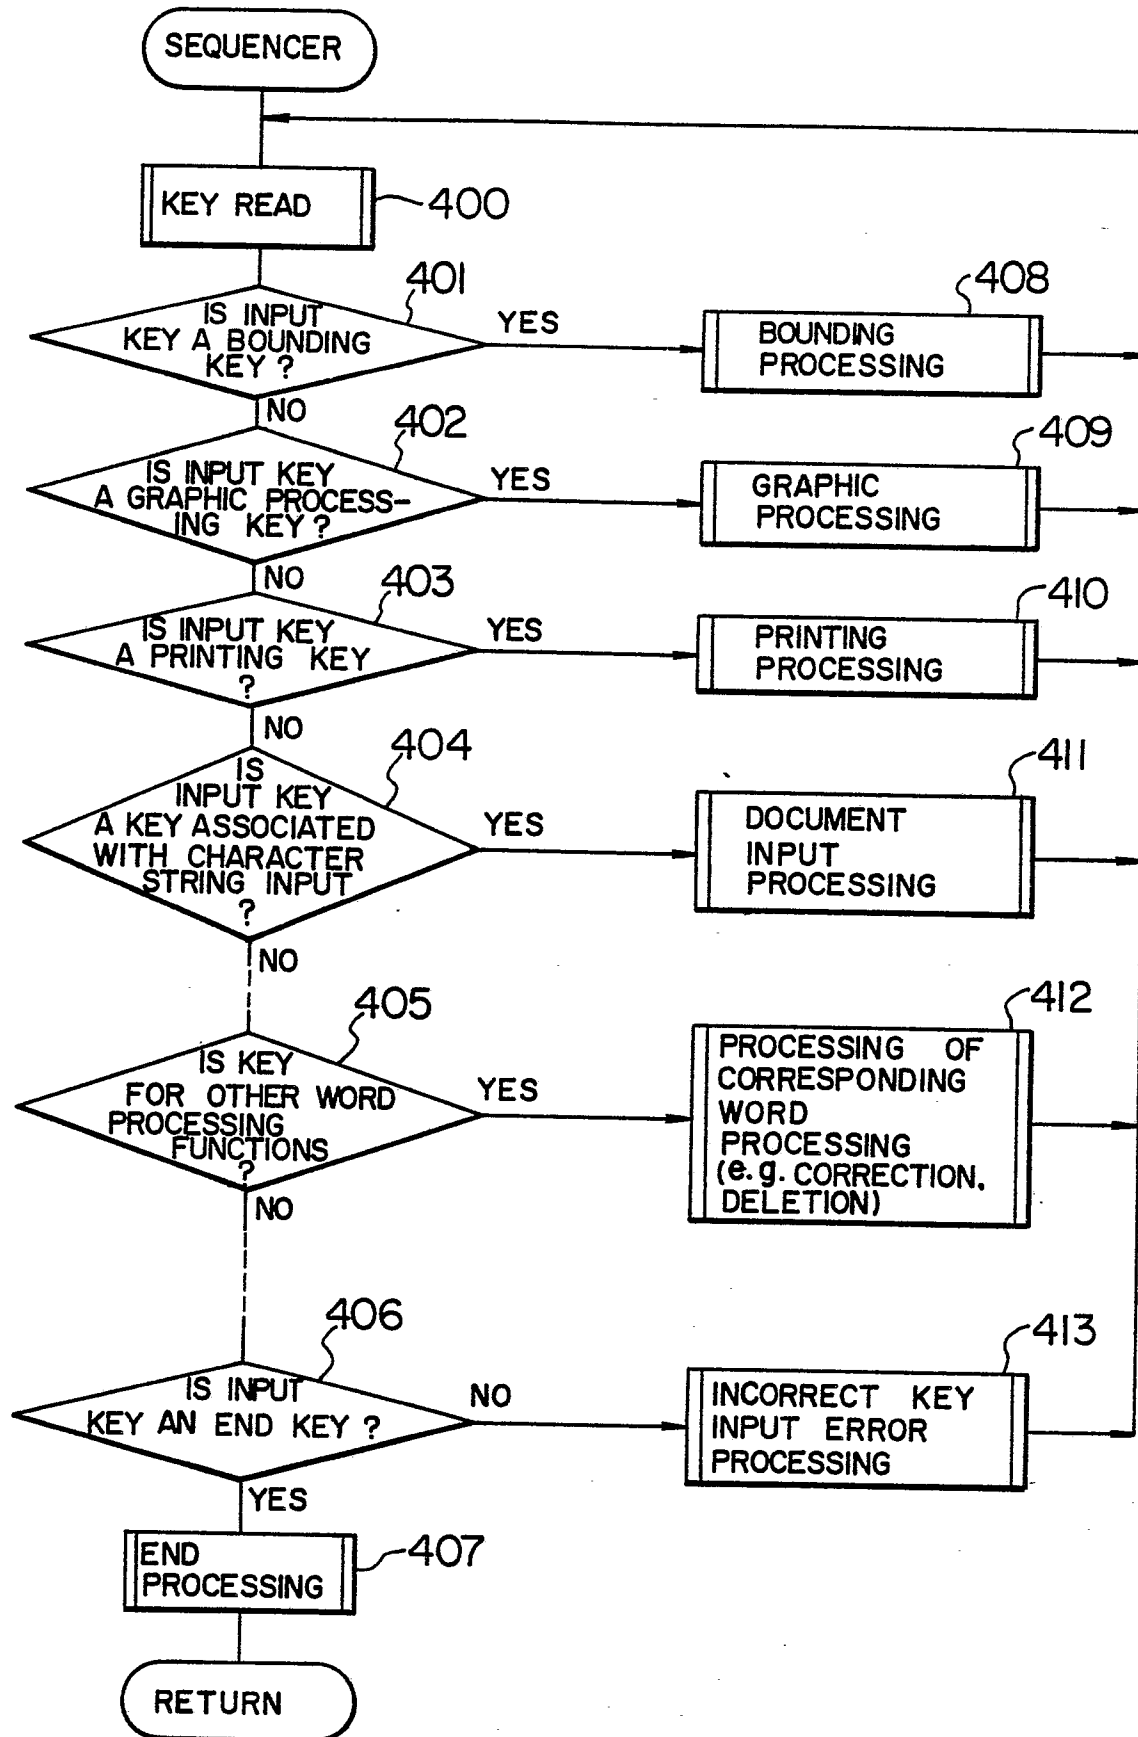 SEQUENCER
KEY READ
400
401
IS INPUT
KEY A BOUNDING
KEY ?
YES
408
BOUNDING
PROCESSING
NO
402
IS INPUT KEY
A GRAPHIC PROCESS-
ING KEY ?
YES
409
GRAPHIC
PROCESSING
NO
403
IS INPUT KEY
A PRINTING KEY
?
YES
410
PRINTING
PROCESSING
NO
404
IS
INPUT KEY
A KEY ASSOCIATED
WITH CHARACTER
STRING INPUT
?
YES
411
DOCUMENT
INPUT
PROCESSING
NO
405
IS KEY
FOR OTHER WORD
PROCESSING
FUNCTIONS
?
YES
412
PROCESSING OF
CORRESPONDING
WORD
PROCESSING
(e.g. CORRECTION.
DELETION)
NO
406
IS INPUT
KEY AN END KEY ?
NO
413
INCORRECT KEY
INPUT ERROR
PROCESSING
YES
END
PROCESSING
407
RETURN